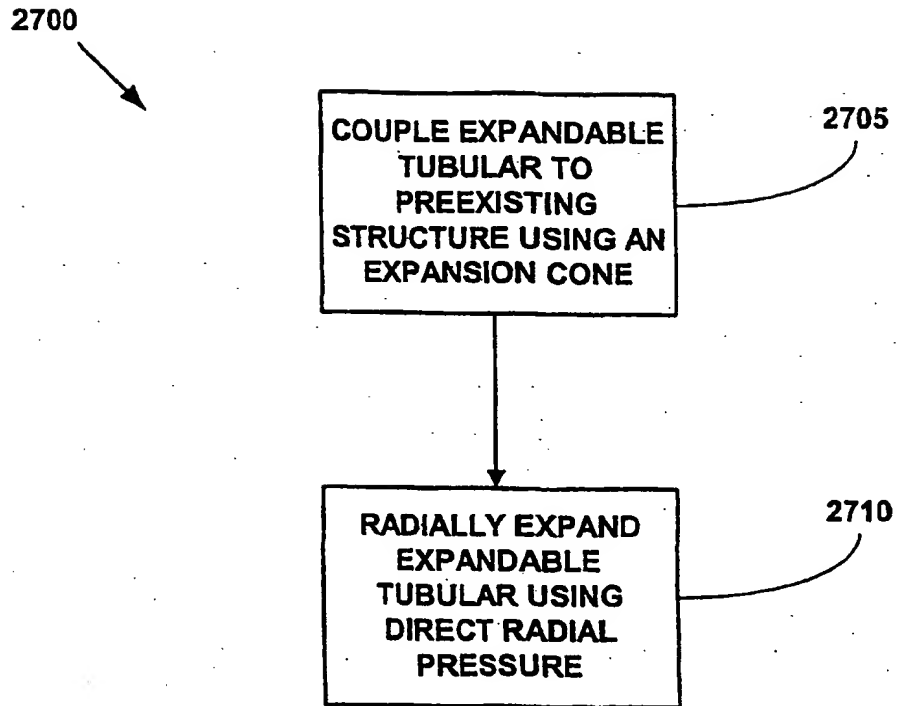 2700
COUPLE EXPANDABLE
TUBULAR TO
PREEXISTING
STRUCTURE USING AN
EXPANSION CONE
2705
RADIALLY EXPAND
EXPANDABLE
TUBULAR USING
DIRECT RADIAL
PRESSURE
2710